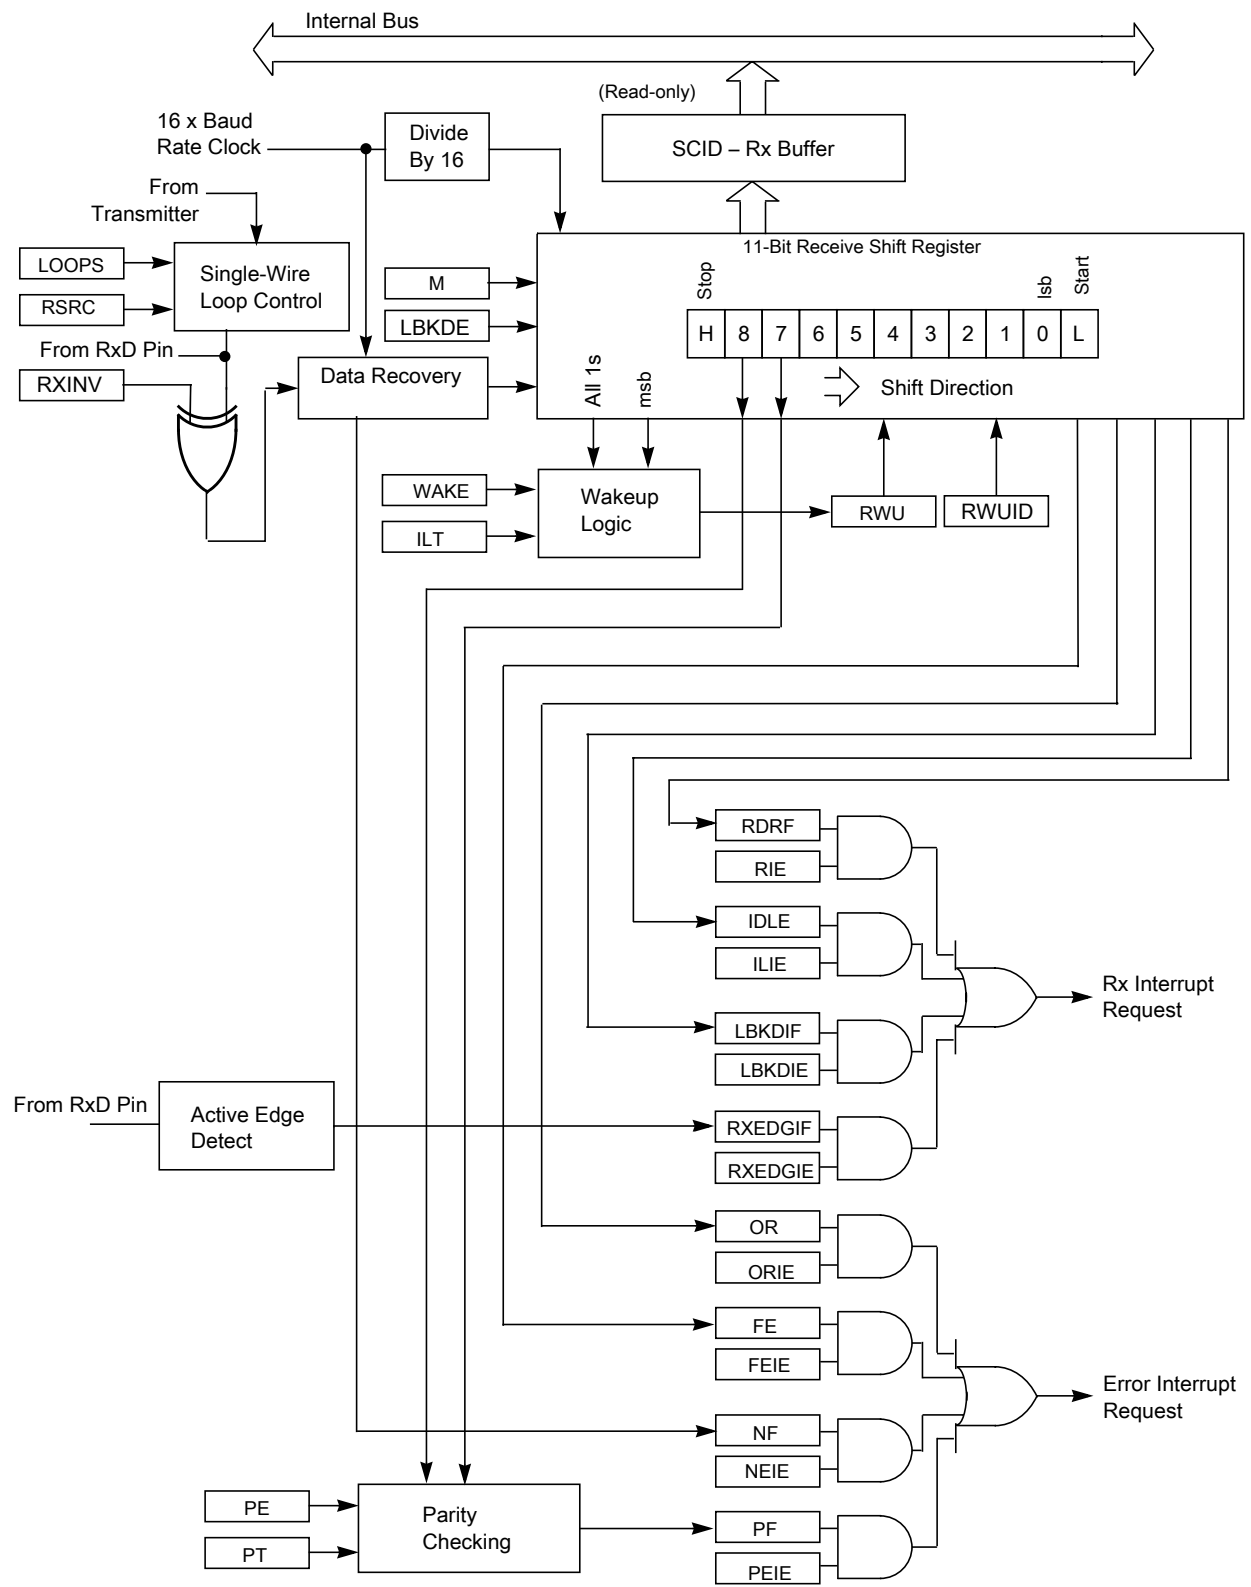 Internal Bus
(Read-only)
16 x Baud
Rate Clock
Divide
By 16
SCID – Rx Buffer
From
Transmitter
11-Bit Receive Shift Register
LOOPS
RSRC
Single-Wire
Loop Control
M
LBKDE
Stop
lsb
Start
H 8 7 6 5 4 3 2 1 0 L
From RxD Pin
RXINV
Data Recovery
All 1s
msb
Shift Direction
WAKE
ILT
Wakeup
Logic
RWU
RWUID
RDRF
RIE
IDLE
ILIE
Rx Interrupt
Request
LBKDIF
LBKDIE
From RxD Pin
Active Edge
Detect
RXEDGIF
RXEDGIE
OR
ORIE
FE
FEIE
Error Interrupt
Request
NF
NEIE
PE
PT
Parity
Checking
PF
PEIE